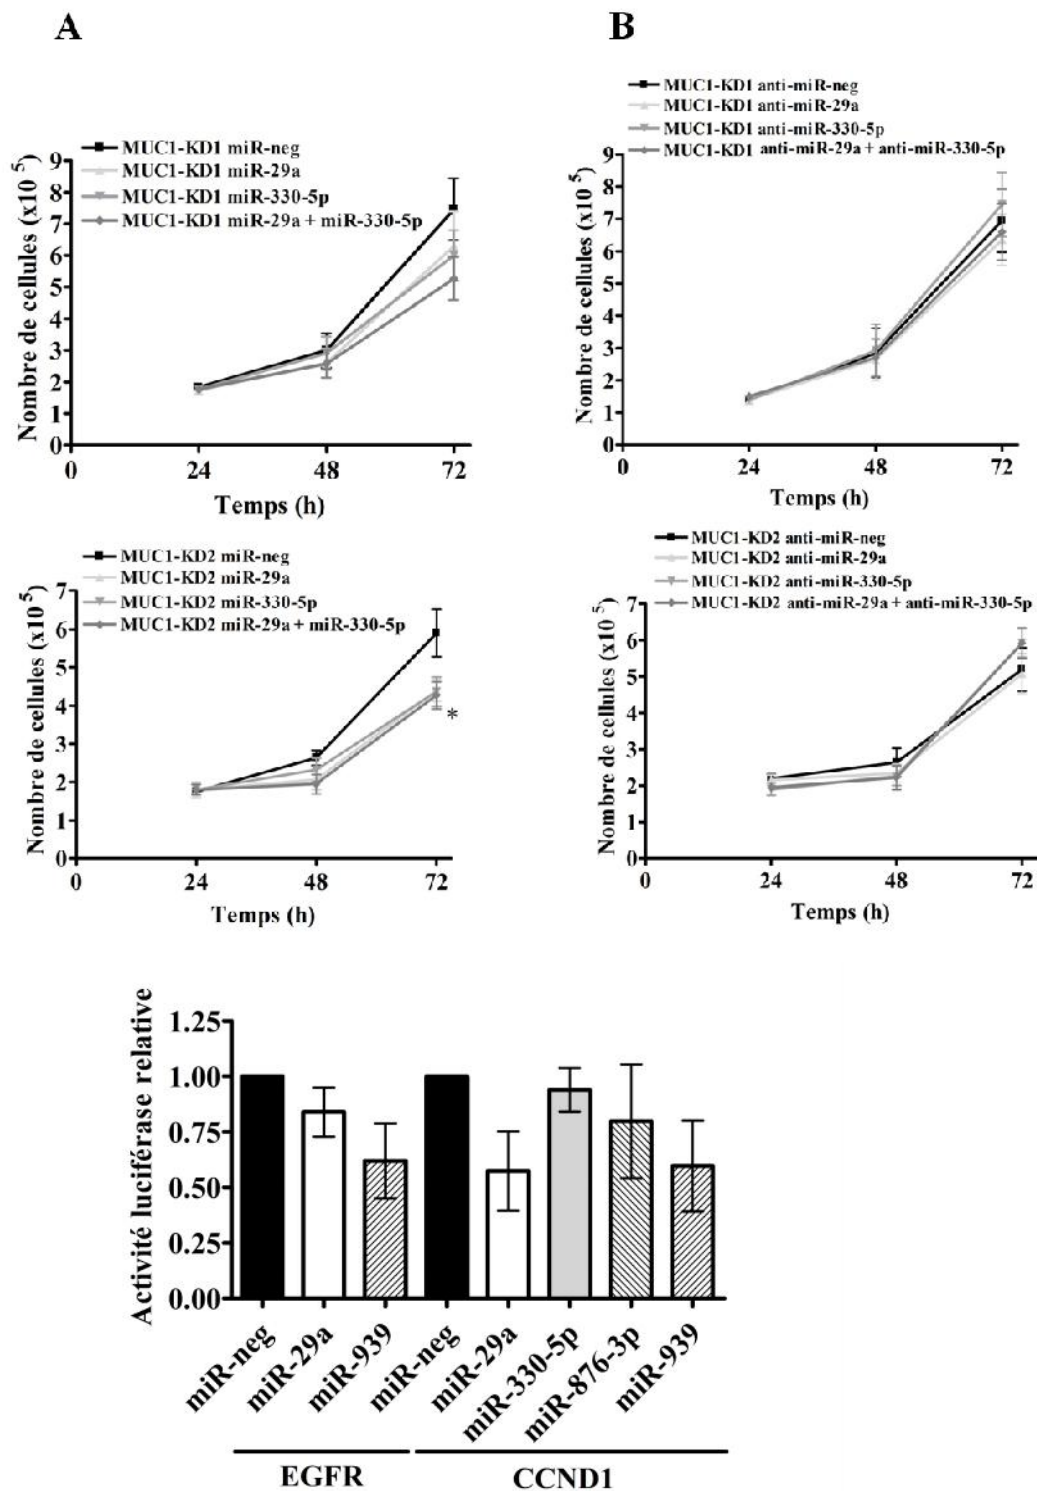 A
B
MUC1-KD1 miR-neg
MUC1-KD1 miR-29a
MUC1-KD1 miR-330-5p
MUC1-KD1 miR-29a + miR-330-5p
Nombre de cellules (x10 5)
9
8
7
6
5
4
3
2
1
0
0 24 48 72
Temps (h)
MUC1-KD1 anti-miR-neg
MUC1-KD1 anti-miR-29a
MUC1-KD1 anti-miR-330-5p
MUC1-KD1 anti-miR-29a + anti-miR-330-5p
Nombre de cellules (x10 5)
9
8
7
6
5
4
3
2
1
0
0 24 48 72
Temps (h)
MUC1-KD2 miR-neg
MUC1-KD2 miR-29a
MUC1-KD2 miR-330-5p
MUC1-KD2 miR-29a + miR-330-5p
Nombre de cellules (x10 5)
7
6
5
4
3
2
1
0
*
0 24 48 72
Temps (h)
MUC1-KD2 anti-miR-neg
MUC1-KD2 anti-miR-29a
MUC1-KD2 anti-miR-330-5p
MUC1-KD2 anti-miR-29a + anti-miR-330-5p
Nombre de cellules (x10 5)
7
6
5
4
3
2
1
0
0 24 48 72
Temps (h)
Activité luciférase relative
1.25
1.00
0.75
0.50
0.25
0.00
miR-neg
miR-29a
miR-939
miR-neg
miR-29a
miR-330-5p
miR-876-3p
miR-939
EGFR
CCND1